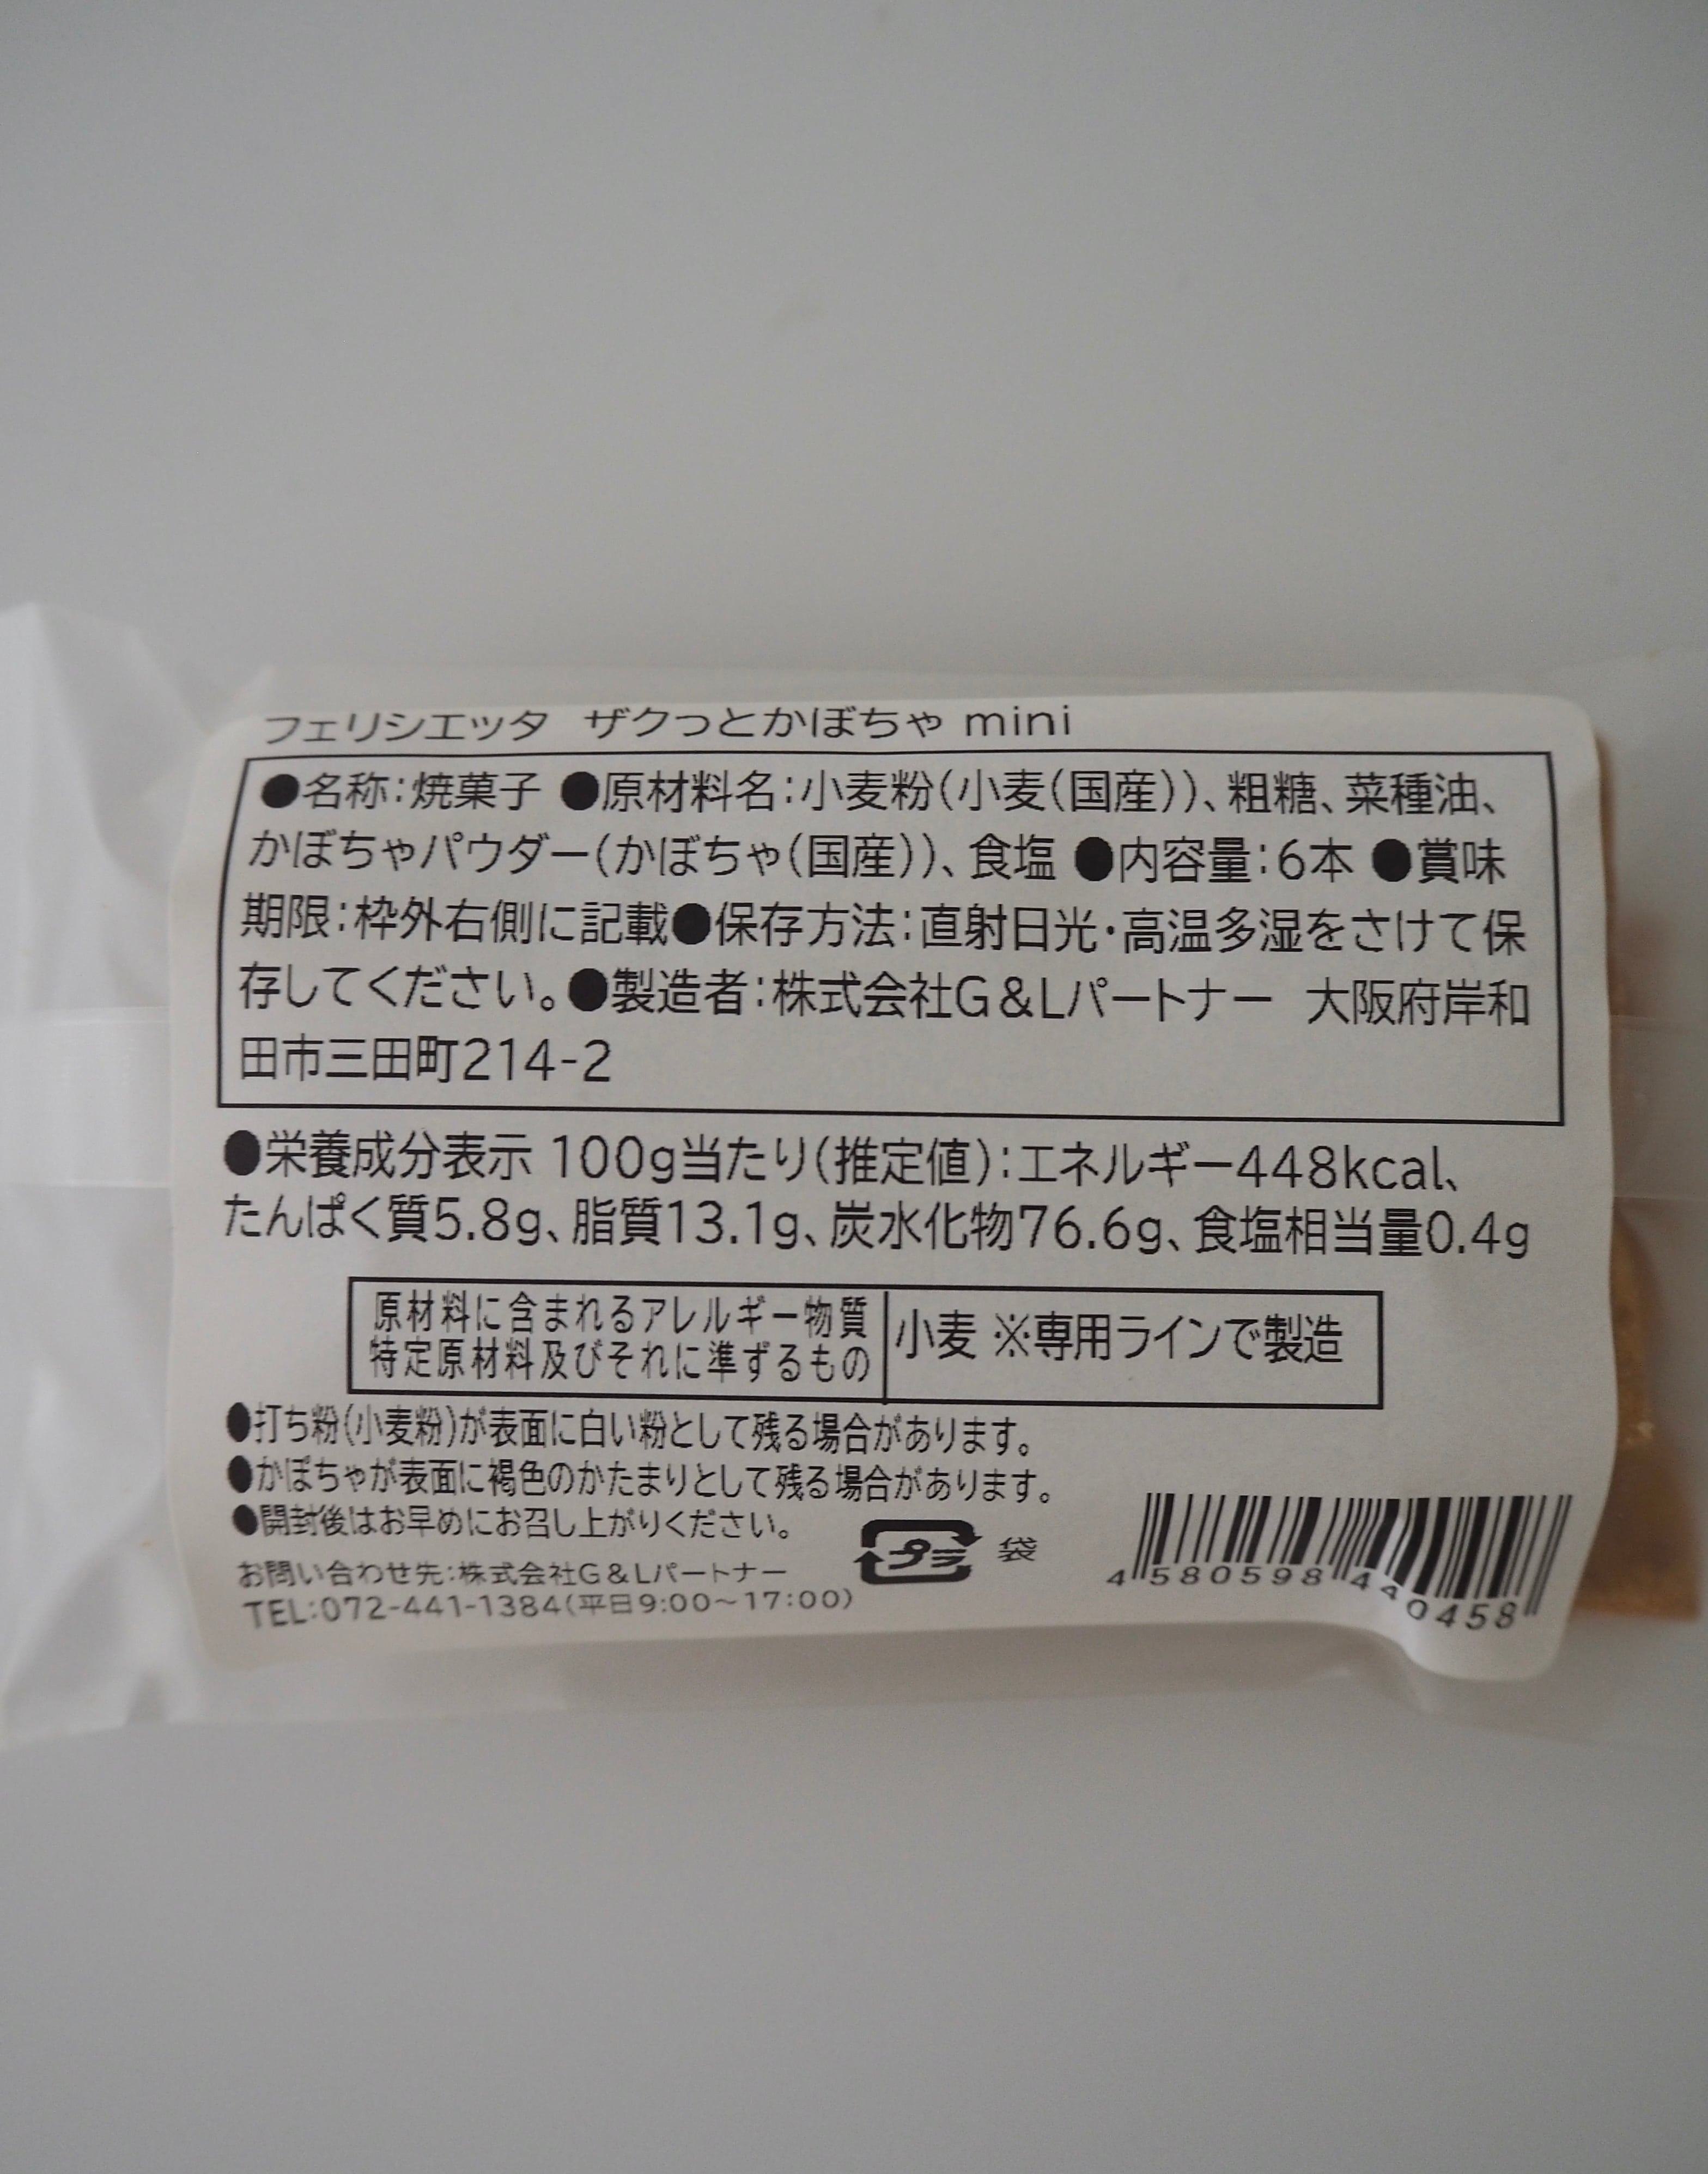 フェリシエッタ ザクっとかぼちゃ mini
●名称:焼菓子 ●原材料名:小麦粉(小麦(国産))、粗糖、菜種油、
かぼちゃパウダー(かぼちゃ(国産))、食塩 ●内容量:6本 ●賞味
期限:枠外右側に記載●保存方法:直射日光・高温多湿をさけて保
存してください。●製造者:株式会社G&Lパートナー 大阪府岸和
田市三田町214-2
●栄養成分表示 100g当たり(推定値):エネルギー448kcal、
たんぱく質5.8g、脂質13.1g、炭水化物76.6g、食塩相当量0.4g
原材料に含まれるアレルギー物質
特定原材料及びそれに準ずるもの
小麦 ※専用ラインで製造
●打ち粉(小麦粉)が表面に白い粉として残る場合があります。
●かぼちゃが表面に褐色のかたまりとして残る場合があります。
●開封後はお早めにお召し上がりください。
お問い合わせ先:株式会社G&Lパートナー
TEL:072-441-1384(平日9:00~17:00)
プラ 袋
4580598440458